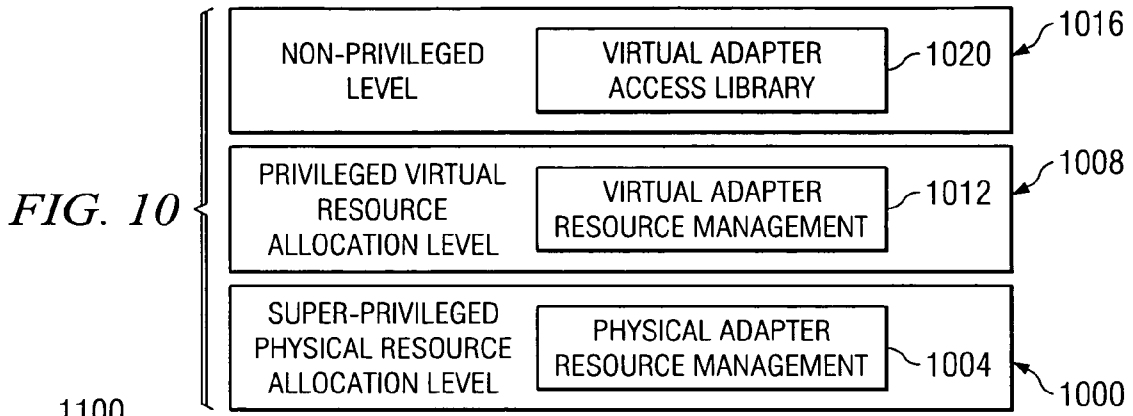 FIG. 10
NON-PRIVILEGED
LEVEL
VIRTUAL ADAPTER
ACCESS LIBRARY
1020
1016
PRIVILEGED VIRTUAL
RESOURCE
ALLOCATION LEVEL
VIRTUAL ADAPTER
RESOURCE MANAGEMENT
1012
1008
SUPER-PRIVILEGED
PHYSICAL RESOURCE
ALLOCATION LEVEL
PHYSICAL ADAPTER
RESOURCE MANAGEMENT
1004
1000
1100